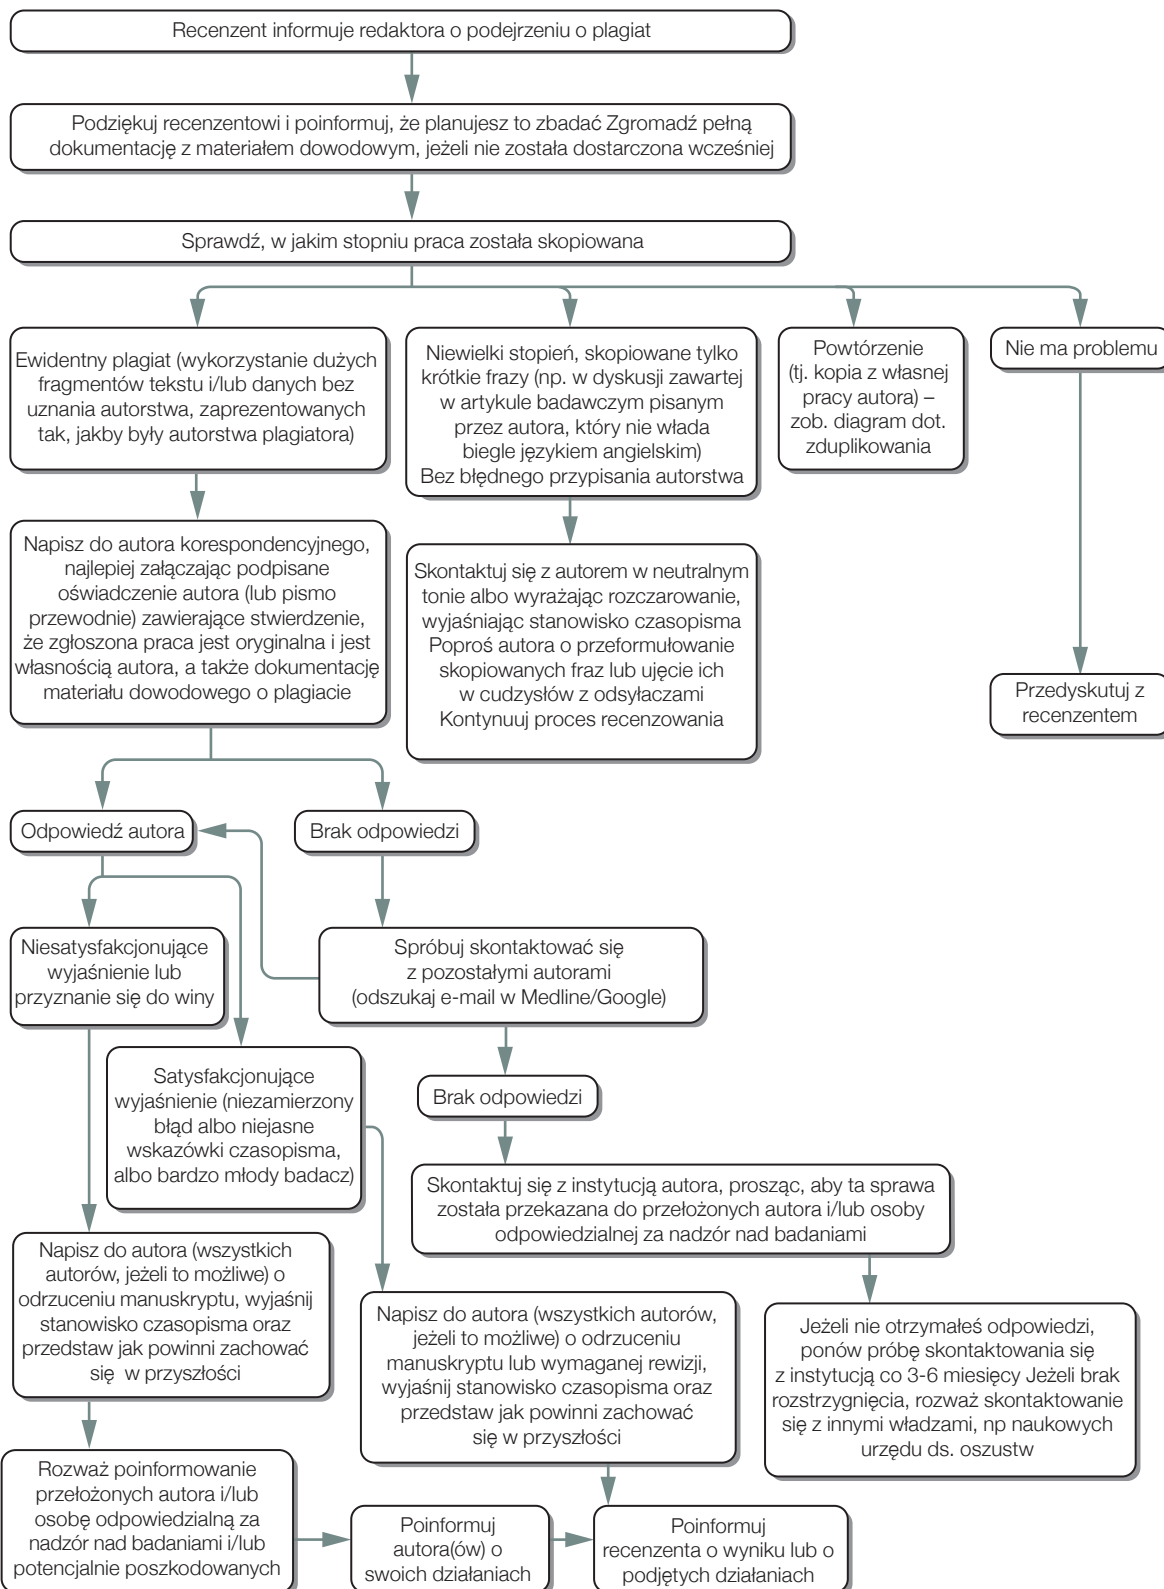 Recenzent informuje redaktora o podejrzeniu o plagiat
Podziękuj recenzentowi i poinformuj, że planujesz to zbadać Zgromadź pełną
dokumentację z materiałem dowodowym, jeżeli nie została dostarczona wcześniej
Sprawdź, w jakim stopniu praca została skopiowana
Ewidentny plagiat (wykorzystanie dużych
fragmentów tekstu i/lub danych bez
uznania autorstwa, zaprezentowanych
tak, jakby były autorstwa plagiatora)
Niewielki stopień, skopiowane tylko
krótkie frazy (np. w dyskusji zawartej
w artykule badawczym pisanym
przez autora, który nie włada
biegle językiem angielskim)
Bez błędnego przypisania autorstwa
Powtórzenie
(tj. kopia z własnej
pracy autora) –
zob. diagram dot.
zduplikowania
Nie ma problemu
Napisz do autora korespondencyjnego,
najlepiej załączając podpisane
oświadczenie autora (lub pismo
przewodnie) zawierające stwierdzenie,
że zgłoszona praca jest oryginalna i jest
własnością autora, a także dokumentację
materiału dowodowego o plagiacie
Skontaktuj się z autorem w neutralnym
tonie albo wyrażając rozczarowanie,
wyjaśniając stanowisko czasopisma
Poproś autora o przeformułowanie
skopiowanych fraz lub ujęcie ich
w cudzysłów z odsyłaczami
Kontynuuj proces recenzowania
Przedyskutuj z
recenzentem
Odpowiedź autora
Brak odpowiedzi
Niesatysfakcjonujące
wyjaśnienie lub
przyznanie się do winy
Spróbuj skontaktować się
z pozostałymi autorami
(odszukaj e-mail w Medline/Google)
Satysfakcjonujące
wyjaśnienie (niezamierzony
błąd albo niejasne
wskazówki czasopisma,
albo bardzo młody badacz)
Brak odpowiedzi
Skontaktuj się z instytucją autora, prosząc, aby ta sprawa
została przekazana do przełożonych autora i/lub osoby
odpowiedzialnej za nadzór nad badaniami
Napisz do autora (wszystkich
autorów, jeżeli to możliwe) o
odrzuceniu manuskryptu, wyjaśnij
stanowisko czasopisma oraz
przedstaw jak powinni zachować
się w przyszłości
Napisz do autora (wszystkich autorów,
jeżeli to możliwe) o odrzuceniu
manuskryptu lub wymaganej rewizji,
wyjaśnij stanowisko czasopisma oraz
przedstaw jak powinni zachować
się w przyszłości
Jeżeli nie otrzymałeś odpowiedzi,
ponów próbę skontaktowania się
z instytucją co 3-6 miesięcy Jeżeli brak
rozstrzygnięcia, rozważ skontaktowanie
się z innymi władzami, np naukowych
urzędu ds. oszustw
Rozważ poinformowanie
przełożonych autora i/lub
osobę odpowiedzialną za
nadzór nad badaniami i/lub
potencjalnie poszkodowanych
Poinformuj
autora(ów) o
swoich działaniach
Poinformuj
recenzenta o wyniku lub o
podjętych działaniach